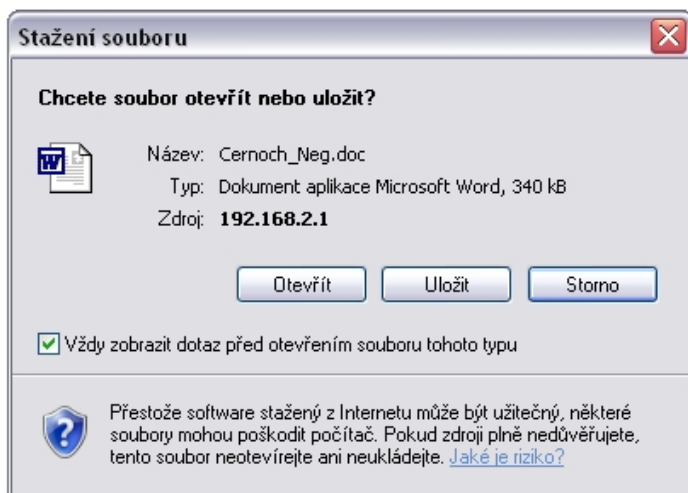 Stažení souboru
Chcete soubor otevřít nebo uložit?
Název: Cernoch_Neg.doc
Typ: Dokument aplikace Microsoft Word, 340 kB
Zdroj: 192.168.2.1
Otevřít Uložit Storno
Vždy zobrazit dotaz před otevřením souboru tohoto typu
Přestože software stažený z Internetu může být užitečný, některé
soubory mohou poškodit počítač. Pokud zdroji plně nedůvěřujete,
tento soubor neotevírejte ani neukládejte. Jaké je riziko?